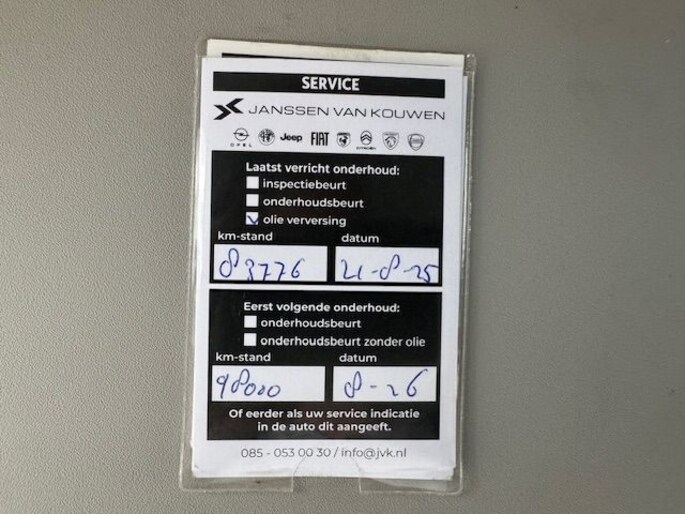 SERVICE
JANSSEN VAN KOUWEN
OPEL Jeep FIAT CITROËN
Laatst verricht onderhoud:
inspectiebeurt
onderhoudsbeurt
olie verversing
km-stand datum
83776 21-8-25
Eerst volgende onderhoud:
onderhoudsbeurt
onderhoudsbeurt zonder olie
km-stand datum
98000 8-26
Of eerder als uw service indicatie
in de auto dit aangeeft.
085 - 053 00 30 / info@jvk.nl